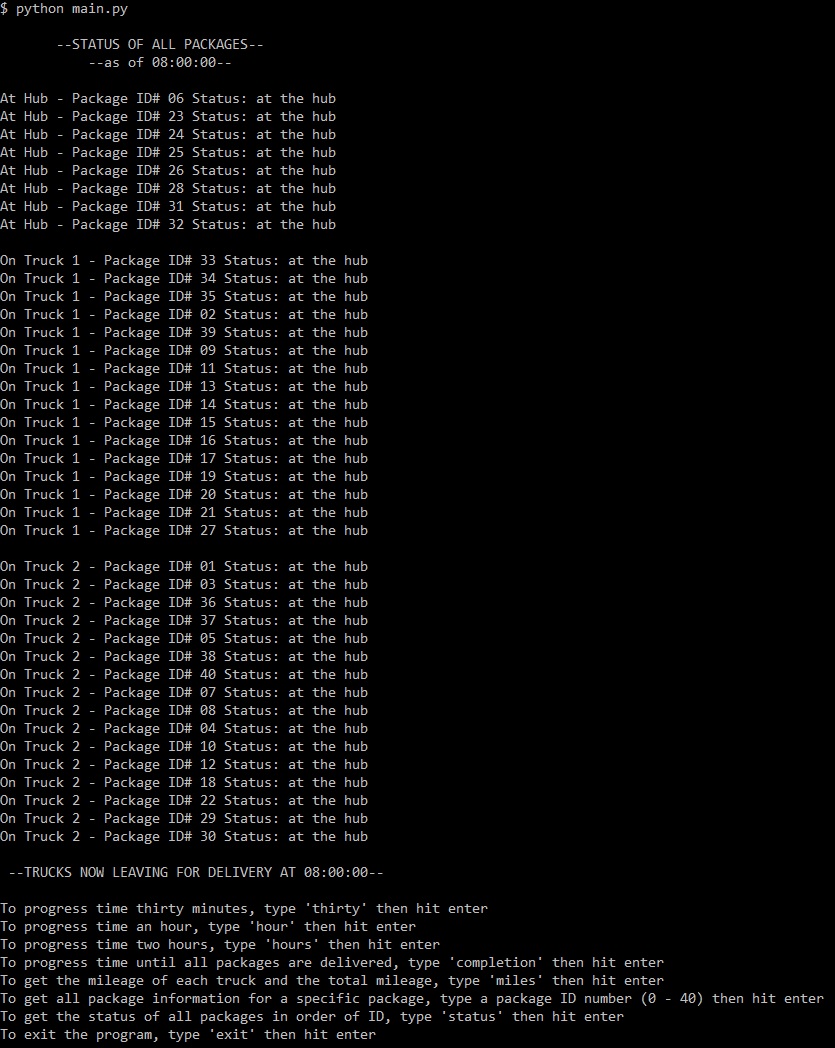 $ python main.py
--STATUS OF ALL PACKAGES--
--as of 08:00:00--
At Hub - Package ID# 06 Status: at the hub
At Hub - Package ID# 23 Status: at the hub
At Hub - Package ID# 24 Status: at the hub
At Hub - Package ID# 25 Status: at the hub
At Hub - Package ID# 26 Status: at the hub
At Hub - Package ID# 28 Status: at the hub
At Hub - Package ID# 31 Status: at the hub
At Hub - Package ID# 32 Status: at the hub
On Truck 1 - Package ID# 33 Status: at the hub
On Truck 1 - Package ID# 34 Status: at the hub
On Truck 1 - Package ID# 35 Status: at the hub
On Truck 1 - Package ID# 02 Status: at the hub
On Truck 1 - Package ID# 39 Status: at the hub
On Truck 1 - Package ID# 09 Status: at the hub
On Truck 1 - Package ID# 11 Status: at the hub
On Truck 1 - Package ID# 13 Status: at the hub
On Truck 1 - Package ID# 14 Status: at the hub
On Truck 1 - Package ID# 15 Status: at the hub
On Truck 1 - Package ID# 16 Status: at the hub
On Truck 1 - Package ID# 17 Status: at the hub
On Truck 1 - Package ID# 19 Status: at the hub
On Truck 1 - Package ID# 20 Status: at the hub
On Truck 1 - Package ID# 21 Status: at the hub
On Truck 1 - Package ID# 27 Status: at the hub
On Truck 2 - Package ID# 01 Status: at the hub
On Truck 2 - Package ID# 03 Status: at the hub
On Truck 2 - Package ID# 36 Status: at the hub
On Truck 2 - Package ID# 37 Status: at the hub
On Truck 2 - Package ID# 05 Status: at the hub
On Truck 2 - Package ID# 38 Status: at the hub
On Truck 2 - Package ID# 40 Status: at the hub
On Truck 2 - Package ID# 07 Status: at the hub
On Truck 2 - Package ID# 08 Status: at the hub
On Truck 2 - Package ID# 04 Status: at the hub
On Truck 2 - Package ID# 10 Status: at the hub
On Truck 2 - Package ID# 12 Status: at the hub
On Truck 2 - Package ID# 18 Status: at the hub
On Truck 2 - Package ID# 22 Status: at the hub
On Truck 2 - Package ID# 29 Status: at the hub
On Truck 2 - Package ID# 30 Status: at the hub
--TRUCKS NOW LEAVING FOR DELIVERY AT 08:00:00--
To progress time thirty minutes, type 'thirty' then hit enter
To progress time an hour, type 'hour' then hit enter
To progress time two hours, type 'hours' then hit enter
To progress time until all packages are delivered, type 'completion' then hit enter
To get the mileage of each truck and the total mileage, type 'miles' then hit enter
To get all package information for a specific package, type a package ID number (0 - 40) then hit enter
To get the status of all packages in order of ID, type 'status' then hit enter
To exit the program, type 'exit' then hit enter